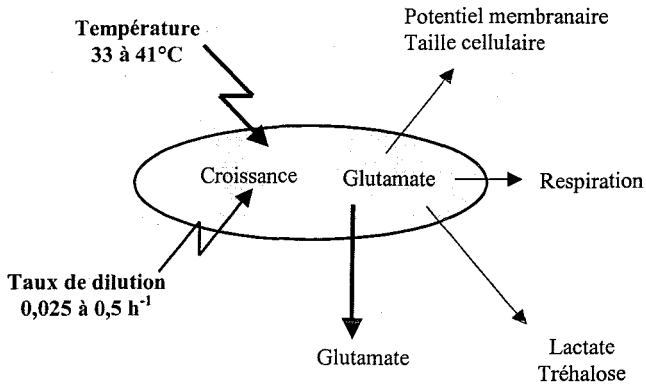 Potentiel membranaire
Taille cellulaire
Température
33 à 41°C
Croissance
Glutamate
Respiration
Taux de dilution
0,025 à 0,5 h⁻¹
Glutamate
Lactate
Tréhalose